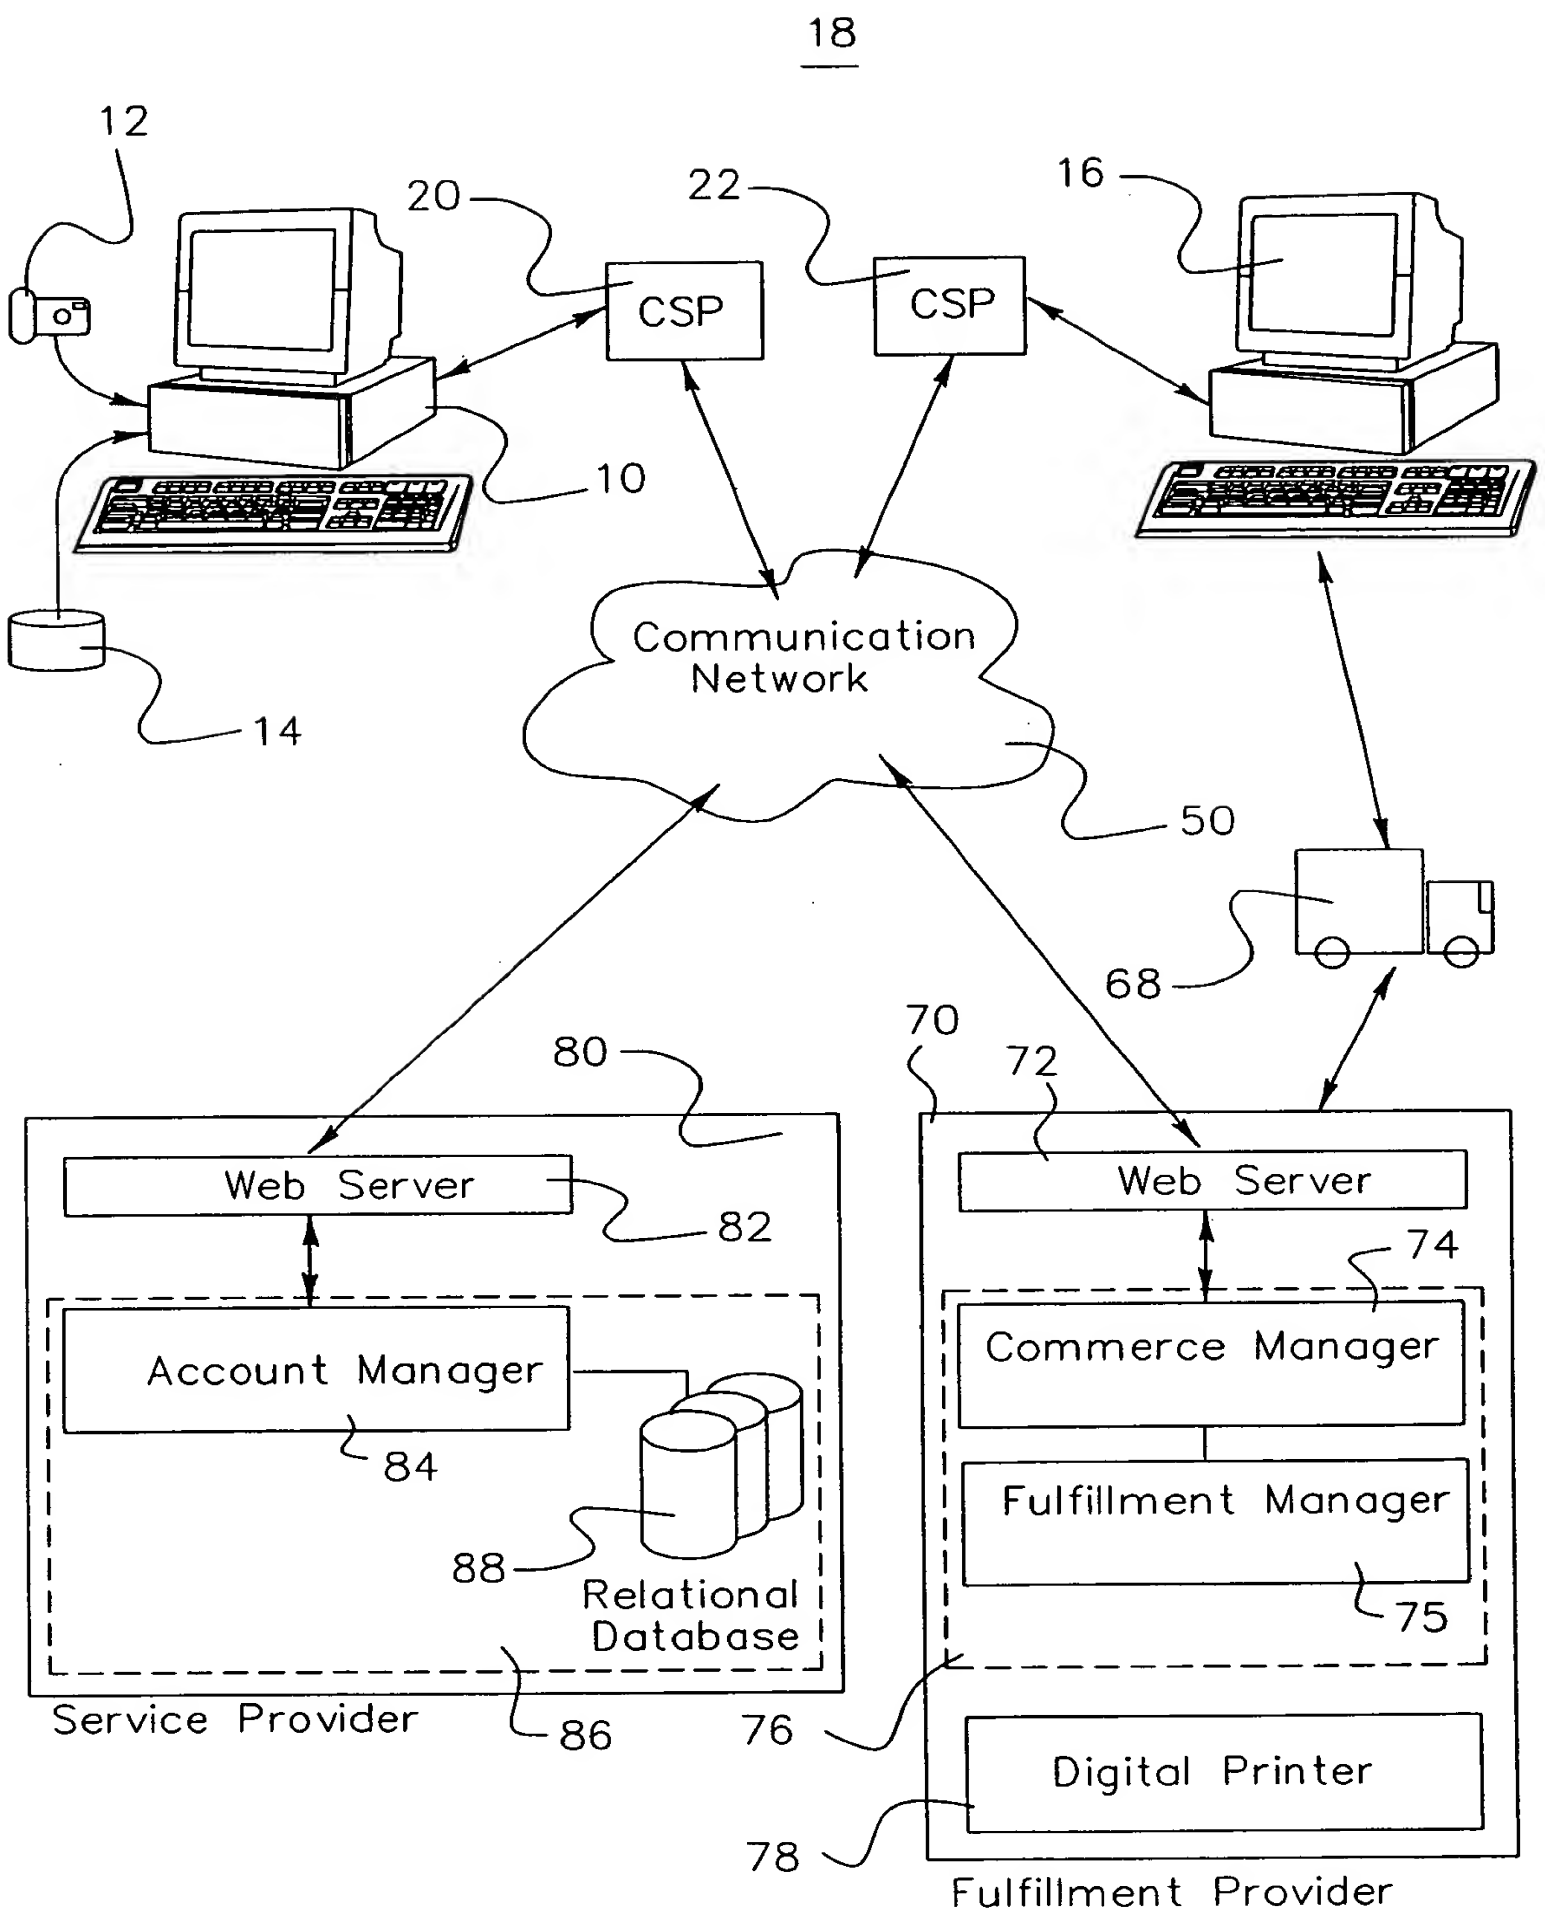 18
12
20
22
16
CSP
CSP
10
14
Communication
Network
50
68
70
80
72
Web Server
82
Web Server
74
Account Manager
84
Commerce Manager
Fulfillment Manager
75
88
Relational
Database
86
Service Provider
76
Digital Printer
78
Fulfillment Provider